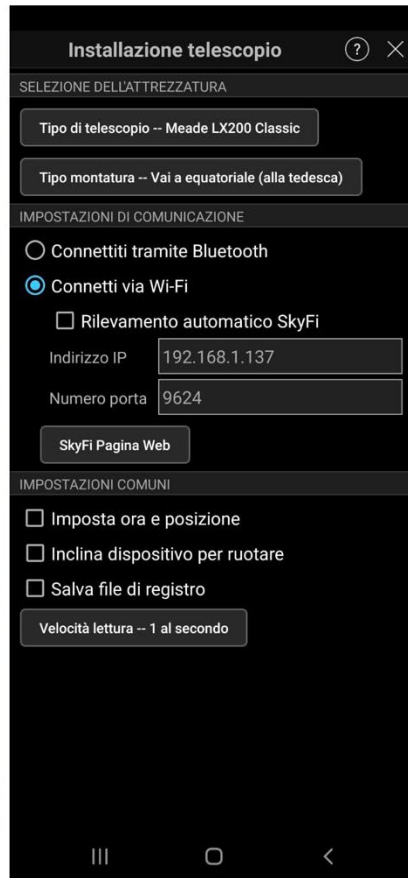 Installazione telescopio
SELEZIONE DELL'ATTREZZATURA
Tipo di telescopio -- Meade LX200 Classic
Tipo montatura -- Vai a equatoriale (alla tedesca)
IMPOSTAZIONI DI COMUNICAZIONE
Connettiti tramite Bluetooth
Connetti via Wi-Fi
Rilevamento automatico SkyFi
Indirizzo IP 192.168.1.137
Numero porta 9624
SkyFi Pagina Web
IMPOSTAZIONI COMUNI
Imposta ora e posizione
Inclina dispositivo per ruotare
Salva file di registro
Velocità lettura -- 1 al secondo